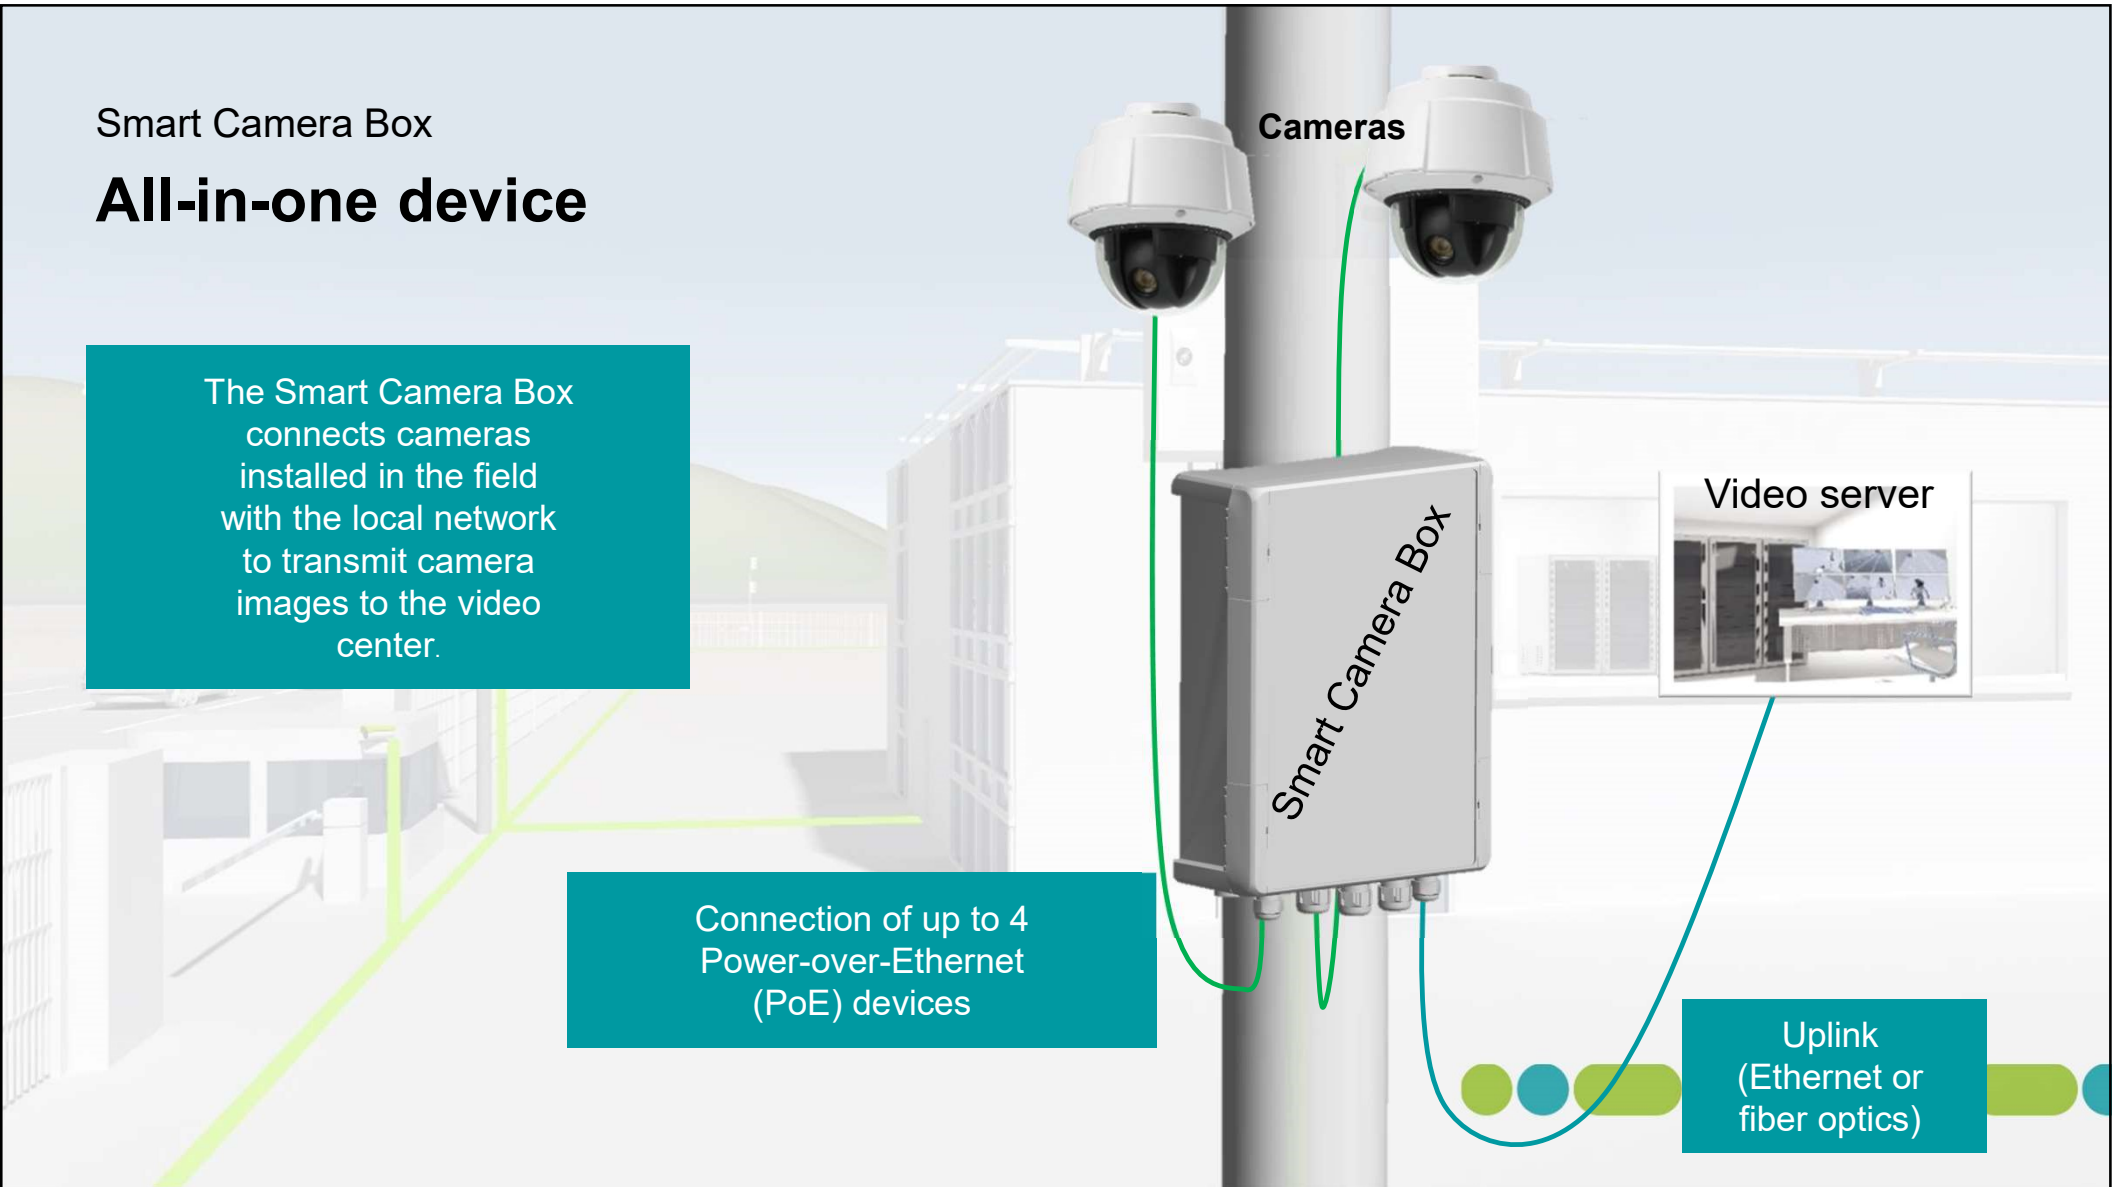 Smart Camera Box
All-in-one device
Cameras
The Smart Camera Box
connects cameras
installed in the field
with the local network
to transmit camera
images to the video
center.
Smart Camera Box
Video server
Connection of up to 4
Power-over-Ethernet
(PoE) devices
Uplink
(Ethernet or
fiber optics)